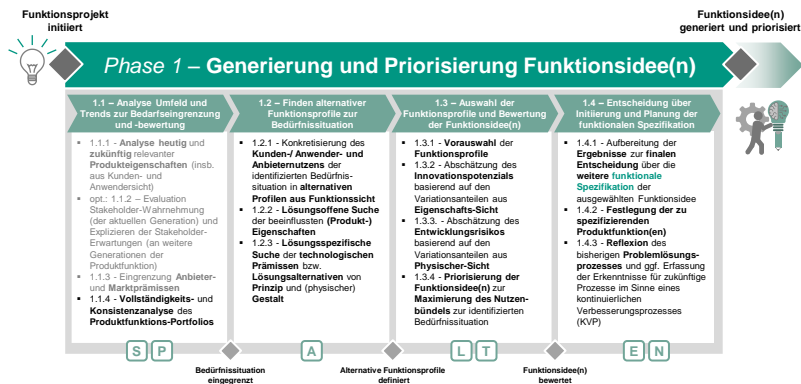 Funktionsprojekt
initiiert
Funktionsidee(n)
generiert und priorisiert
Phase 1 – Generierung und Priorisierung Funktionsidee(n)
1.1 – Analyse Umfeld und
Trends zur Bedarfseingrenzung
und -bewertung
1.2 – Finden alternativer
Funktionsprofile zur
Bedürfnissituation
1.3 – Auswahl der
Funktionsprofile und Bewertung
der Funktionsidee(n)
1.4 – Entscheidung über
Initiierung und Planung der
funktionalen Spezifikation
▪ 1.1.1 - Analyse heutig und
zukünftig relevanter
Produkteigenschaften (insb.
aus Kunden- und
Anwendersicht)
▪ opt.: 1.1.2 – Evaluation
Stakeholder-Wahrnehmung
(der aktuellen Generation) und
Explizieren der Stakeholder-
Erwartungen (an weitere
Generationen der
Produktfunktion)
▪ 1.1.3 - Eingrenzung Anbieter-
und Marktprämissen
▪ 1.1.4 - Vollständigkeits- und
Konsistenzanalyse des
Produktfunktions-Portfolios
▪ 1.2.1 - Konkretisierung des
Kunden-/ Anwender- und
Anbieternutzens der
identifizierten Bedürfnis-
situation in alternativen
Profilen aus Funktionssicht
▪ 1.2.2 - Lösungsoffene Suche
der beeinflussten (Produkt-)
Eigenschaften
▪ 1.2.3 - Lösungsspezifische
Suche der technologischen
Prämissen bzw.
Lösungsalternativen von
Prinzip und (physischer)
Gestalt
▪ 1.3.1 - Vorauswahl der
Funktionsprofile
▪ 1.3.2 - Abschätzung des
Innovationspotenzials
basierend auf den
Variationsanteilen aus
Eigenschafts-Sicht
▪ 1.3.3. - Abschätzung des
Entwicklungsrisikos
basierend auf den
Variationsanteilen aus
Physischer-Sicht
▪ 1.3.4 - Priorisierung der
Funktionsidee(n) zur
Maximierung des Nutzen-
bündels zur identifizierten
Bedürfnissituation
▪ 1.4.1 - Aufbereitung der
Ergebnisse zur finalen
Entscheidung über die
weitere funktionale
Spezifikation der
ausgewählten Funktionsidee
▪ 1.4.2 - Festlegung der zu
spezifizierenden
Produktfunktion(en)
▪ 1.4.3 - Reflexion des
bisherigen Problemlösungs-
prozesses und ggf. Erfassung
der Erkenntnisse für zukünftige
Prozesse im Sinne eines
kontinuierlichen
Verbesserungsprozesses
(KVP)
S P
A
L T
E N
Bedürfnissituation
eingegrenzt
Alternative Funktionsprofile
definiert
Funktionsidee(n)
bewertet